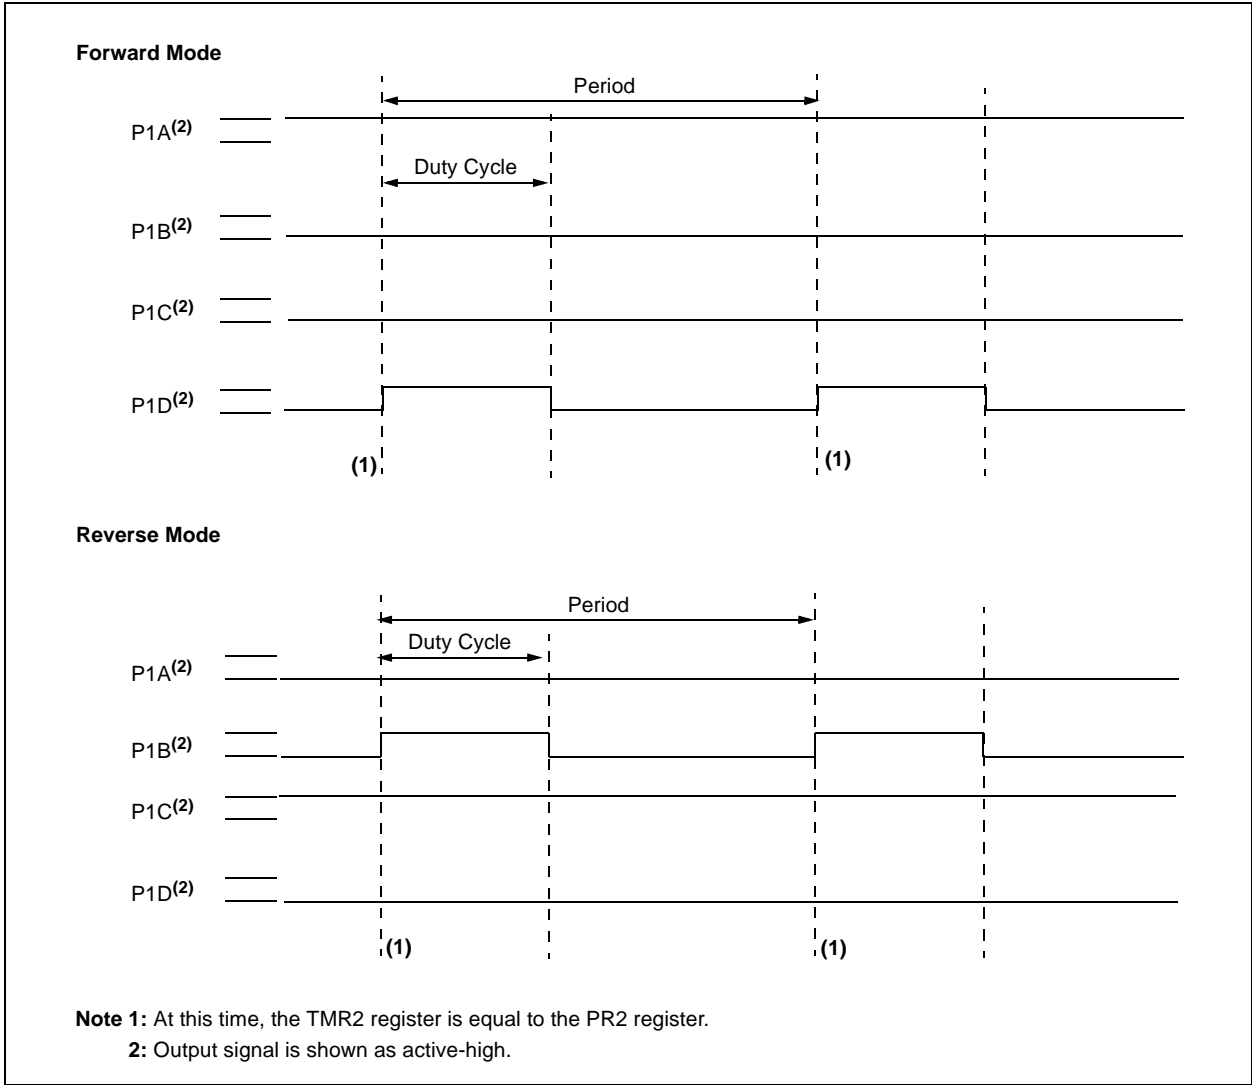 Forward Mode
Period
P1A(2)
Duty Cycle
P1B(2)
P1C(2)
P1D(2)
(1)
(1)
Reverse Mode
Period
Duty Cycle
P1A(2)
P1B(2)
P1C(2)
P1D(2)
(1)
(1)
Note 1: At this time, the TMR2 register is equal to the PR2 register.
2: Output signal is shown as active-high.